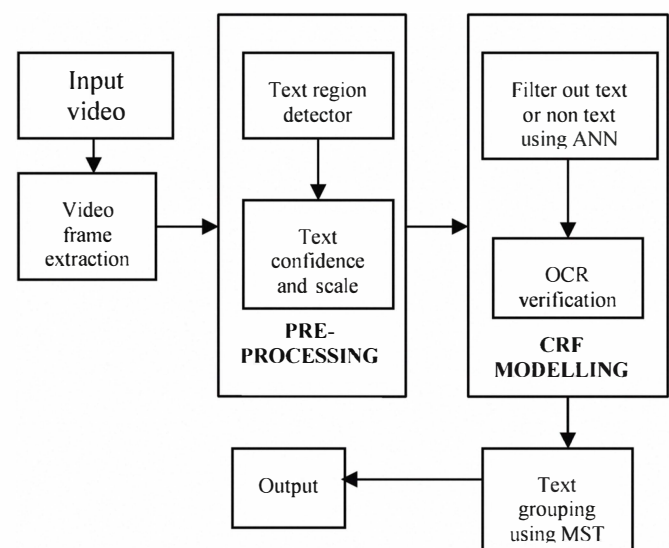 Input
video
Video
frame
extraction
Text region
detector
Text
confidence
and scale
PRE-
PROCESSING
Filter out text
or non text
using ANN
OCR
verification
CRF
MODELLING
Text
grouping
using MST
Output